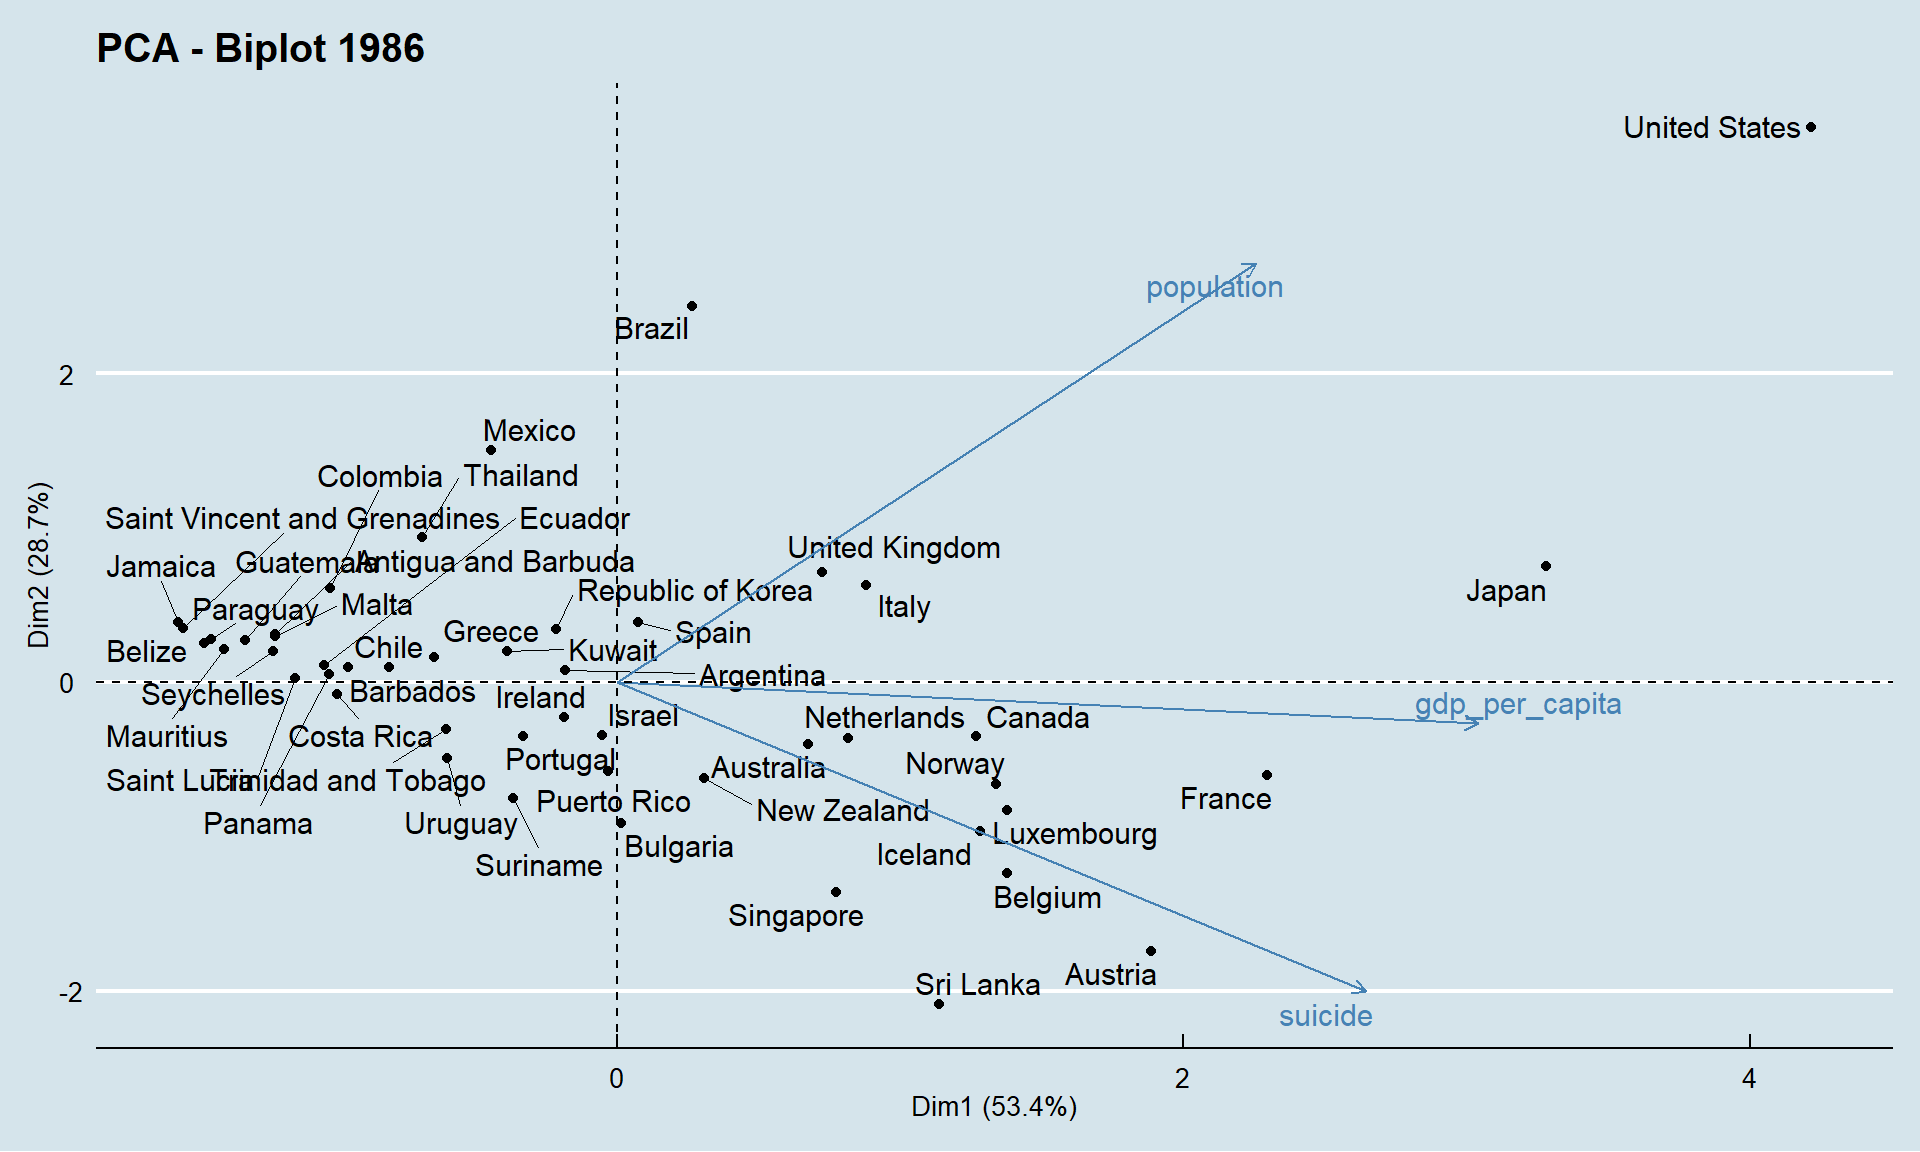 PCA - Biplot 1986
United States
population
Brazil
2
Mexico
Colombia
Thailand
Saint Vincent and Grenadines
Ecuador
United Kingdom
Jamaica
Guatemala
Antigua and Barbuda
Republic of Korea
Japan
Paraguay
Malta
Italy
Greece
Spain
Belize
Chile
Kuwait
Argentina
0
Seychelles
Barbados
Ireland
gdp_per_capita
Israel
Netherlands
Canada
Mauritius
Costa Rica
Portugal
Australia
Norway
Saint Lucia
Trinidad and Tobago
France
Puerto Rico
New Zealand
Panama
Uruguay
Luxembourg
Bulgaria
Iceland
Suriname
Belgium
Singapore
Austria
Sri Lanka
-2
suicide
0
2
4
Dim1 (53.4%)
Dim2 (28.7%)